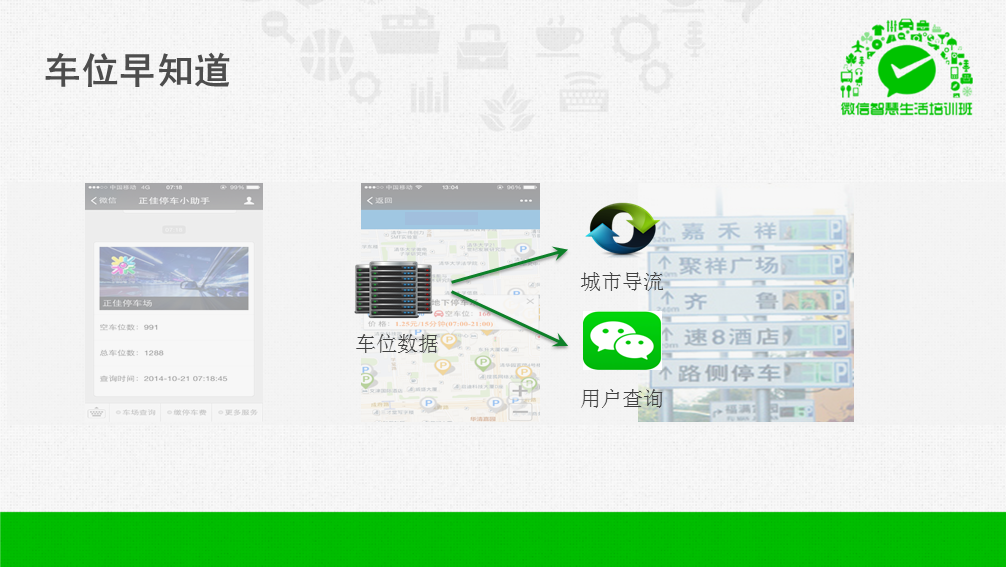 车位早知道
微信智慧生活培训班
中国移动 4G 07:18 99%
微信 正佳停车小助手
正佳停车场
空车位数：991
总车位数：1288
查询时间：2014-10-21 07:18:45
车场查询 缴停车费 更多服务
中国移动 13:04 96%
返回
地下停车
空车位：
价 格：1.25元/15分钟(07:00-21:00)
车位数据
城市导流
用户查询
嘉禾祥 P
聚祥广场 P
齐鲁 P
速8酒店 P
路侧停车 P